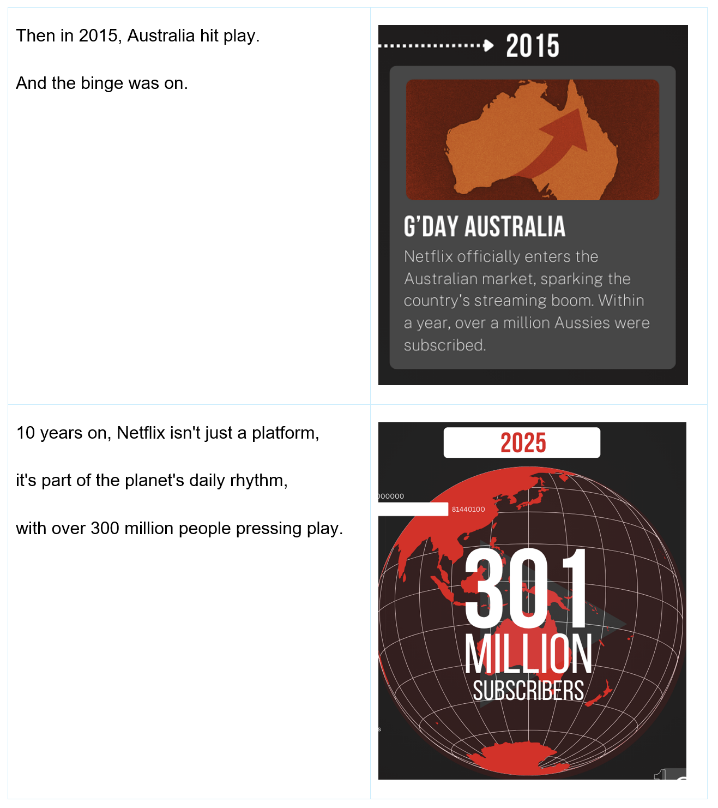 Then in 2015, Australia hit play.
And the binge was on.
2015
G'DAY AUSTRALIA
Netflix officially enters the
Australian market, sparking the
country's streaming boom. Within
a year, over a million Aussies were
subscribed.
10 years on, Netflix isn't just a platform,
it's part of the planet's daily rhythm,
with over 300 million people pressing play.
2025
81440100
301
MILLION
SUBSCRIBERS